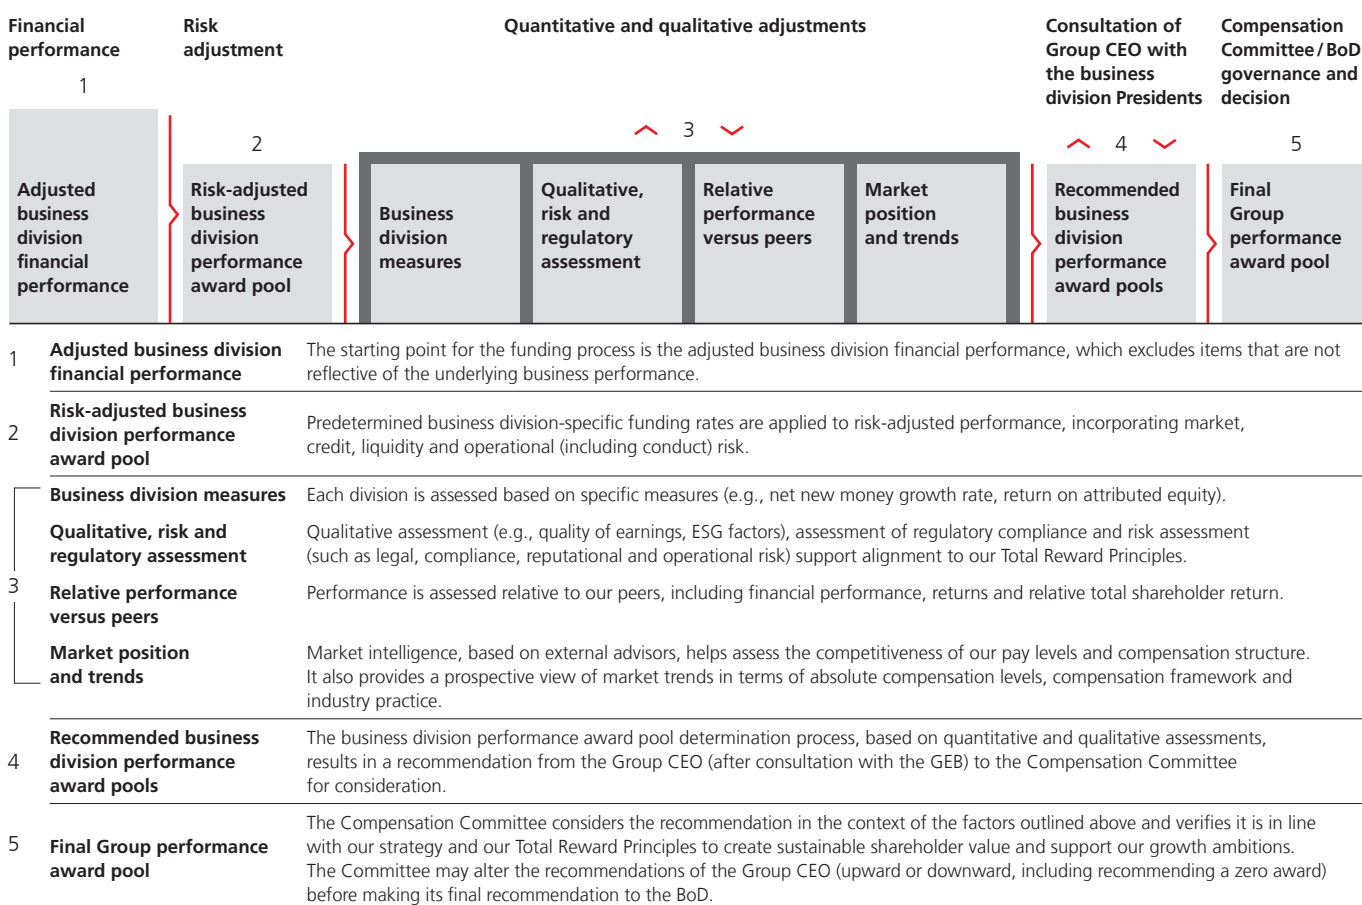 Financial
performance
1
Risk
adjustment
2
Quantitative and qualitative adjustments
3
Consultation of
Group CEO with
the business
division Presidents
4
Compensation
Committee / BoD
governance and
decision
5
Adjusted
business
division
financial
performance
Risk-adjusted
business
division
performance
award pool
Business
division
measures
Qualitative,
risk and
regulatory
assessment
Relative
performance
versus peers
Market
position
and trends
Recommended
business
division
performance
award pools
Final
Group
performance
award pool
1
Adjusted business division
financial performance
The starting point for the funding process is the adjusted business division financial performance, which excludes items that are not
reflective of the underlying business performance.
2
Risk-adjusted business
division performance
award pool
Predetermined business division-specific funding rates are applied to risk-adjusted performance, incorporating market,
credit, liquidity and operational (including conduct) risk.
3
Business division measures
Each division is assessed based on specific measures (e.g., net new money growth rate, return on attributed equity).
Qualitative, risk and
regulatory assessment
Qualitative assessment (e.g., quality of earnings, ESG factors), assessment of regulatory compliance and risk assessment
(such as legal, compliance, reputational and operational risk) support alignment to our Total Reward Principles.
Relative performance
versus peers
Performance is assessed relative to our peers, including financial performance, returns and relative total shareholder return.
Market position
and trends
Market intelligence, based on external advisors, helps assess the competitiveness of our pay levels and compensation structure.
It also provides a prospective view of market trends in terms of absolute compensation levels, compensation framework and
industry practice.
4
Recommended business
division performance
award pools
The business division performance award pool determination process, based on quantitative and qualitative assessments,
results in a recommendation from the Group CEO (after consultation with the GEB) to the Compensation Committee
for consideration.
5
Final Group performance
award pool
The Compensation Committee considers the recommendation in the context of the factors outlined above and verifies it is in line
with our strategy and our Total Reward Principles to create sustainable shareholder value and support our growth ambitions.
The Committee may alter the recommendations of the Group CEO (upward or downward, including recommending a zero award)
before making its final recommendation to the BoD.